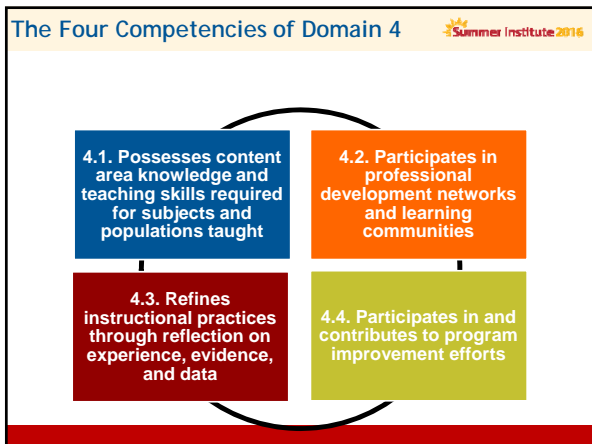 The Four Competencies of Domain 4
Summer Institute 2016
4.1. Possesses content
area knowledge and
teaching skills required
for subjects and
populations taught
4.2. Participates in
professional
development networks
and learning
communities
4.3. Refines
instructional practices
through reflection on
experience, evidence,
and data
4.4. Participates in and
contributes to program
improvement efforts